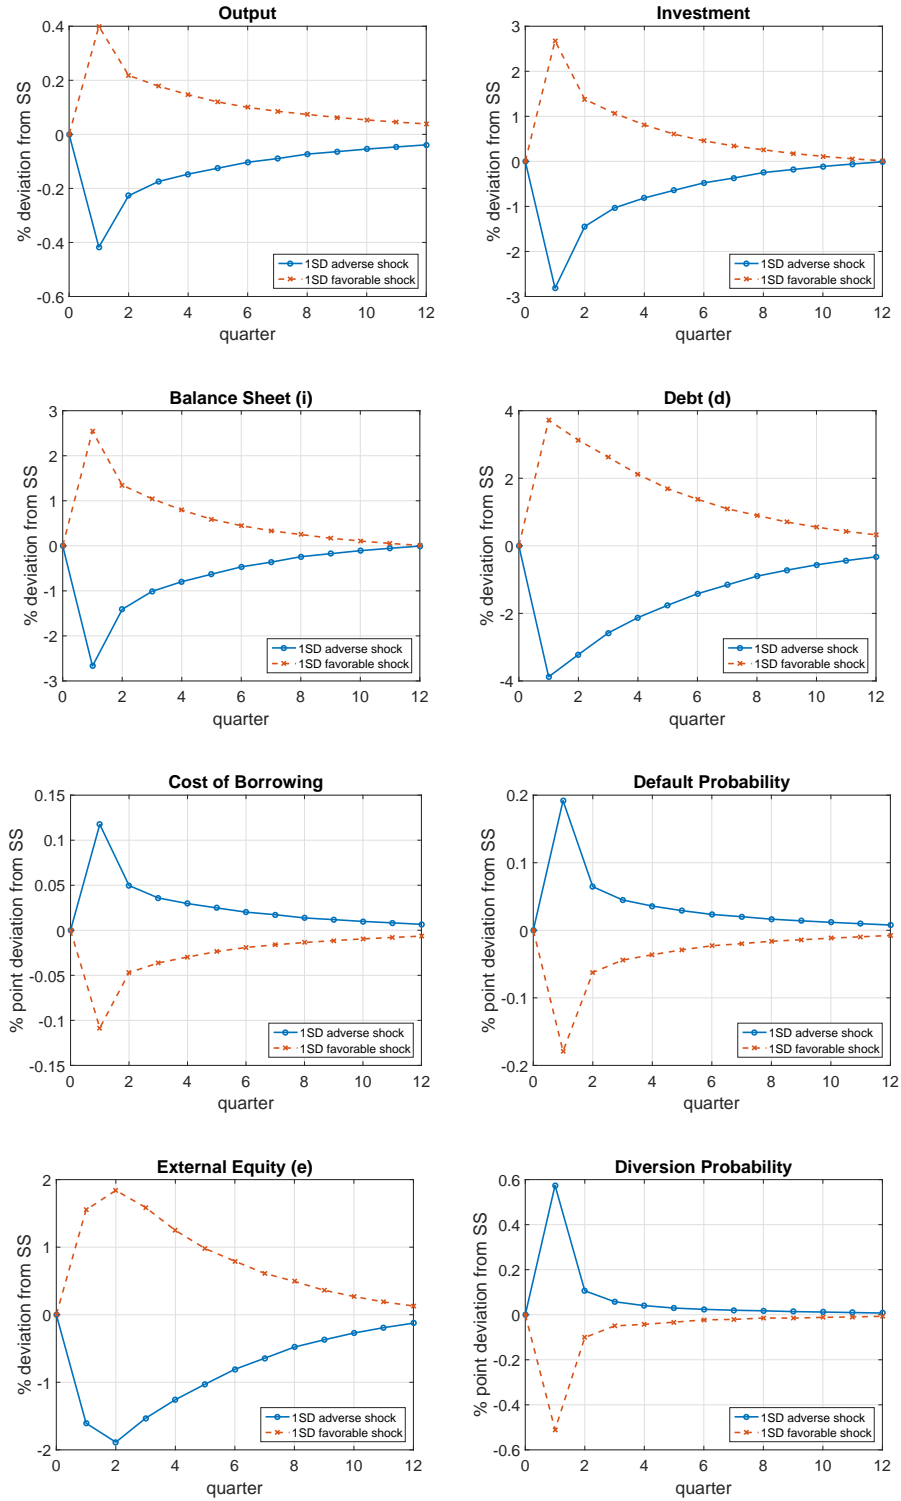 Output
% deviation from SS
0.4
0.2
0
-0.2
-0.4
-0.6
0 2 4 6 8 10 12
quarter
1SD adverse shock
1SD favorable shock
Investment
% deviation from SS
3
2
1
0
-1
-2
-3
0 2 4 6 8 10 12
quarter
1SD adverse shock
1SD favorable shock
Balance Sheet (i)
% deviation from SS
3
2
1
0
-1
-2
-3
0 2 4 6 8 10 12
quarter
1SD adverse shock
1SD favorable shock
Debt (d)
% deviation from SS
4
2
0
-2
-4
0 2 4 6 8 10 12
quarter
1SD adverse shock
1SD favorable shock
Cost of Borrowing
% point deviation from SS
0.15
0.1
0.05
0
-0.05
-0.1
-0.15
0 2 4 6 8 10 12
quarter
1SD adverse shock
1SD favorable shock
Default Probability
% point deviation from SS
0.2
0.1
0
-0.1
-0.2
0 2 4 6 8 10 12
quarter
1SD adverse shock
1SD favorable shock
External Equity (e)
% deviation from SS
2
1
0
-1
-2
0 2 4 6 8 10 12
quarter
1SD adverse shock
1SD favorable shock
Diversion Probability
% point deviation from SS
0.6
0.4
0.2
0
-0.2
-0.4
-0.6
0 2 4 6 8 10 12
quarter
1SD adverse shock
1SD favorable shock